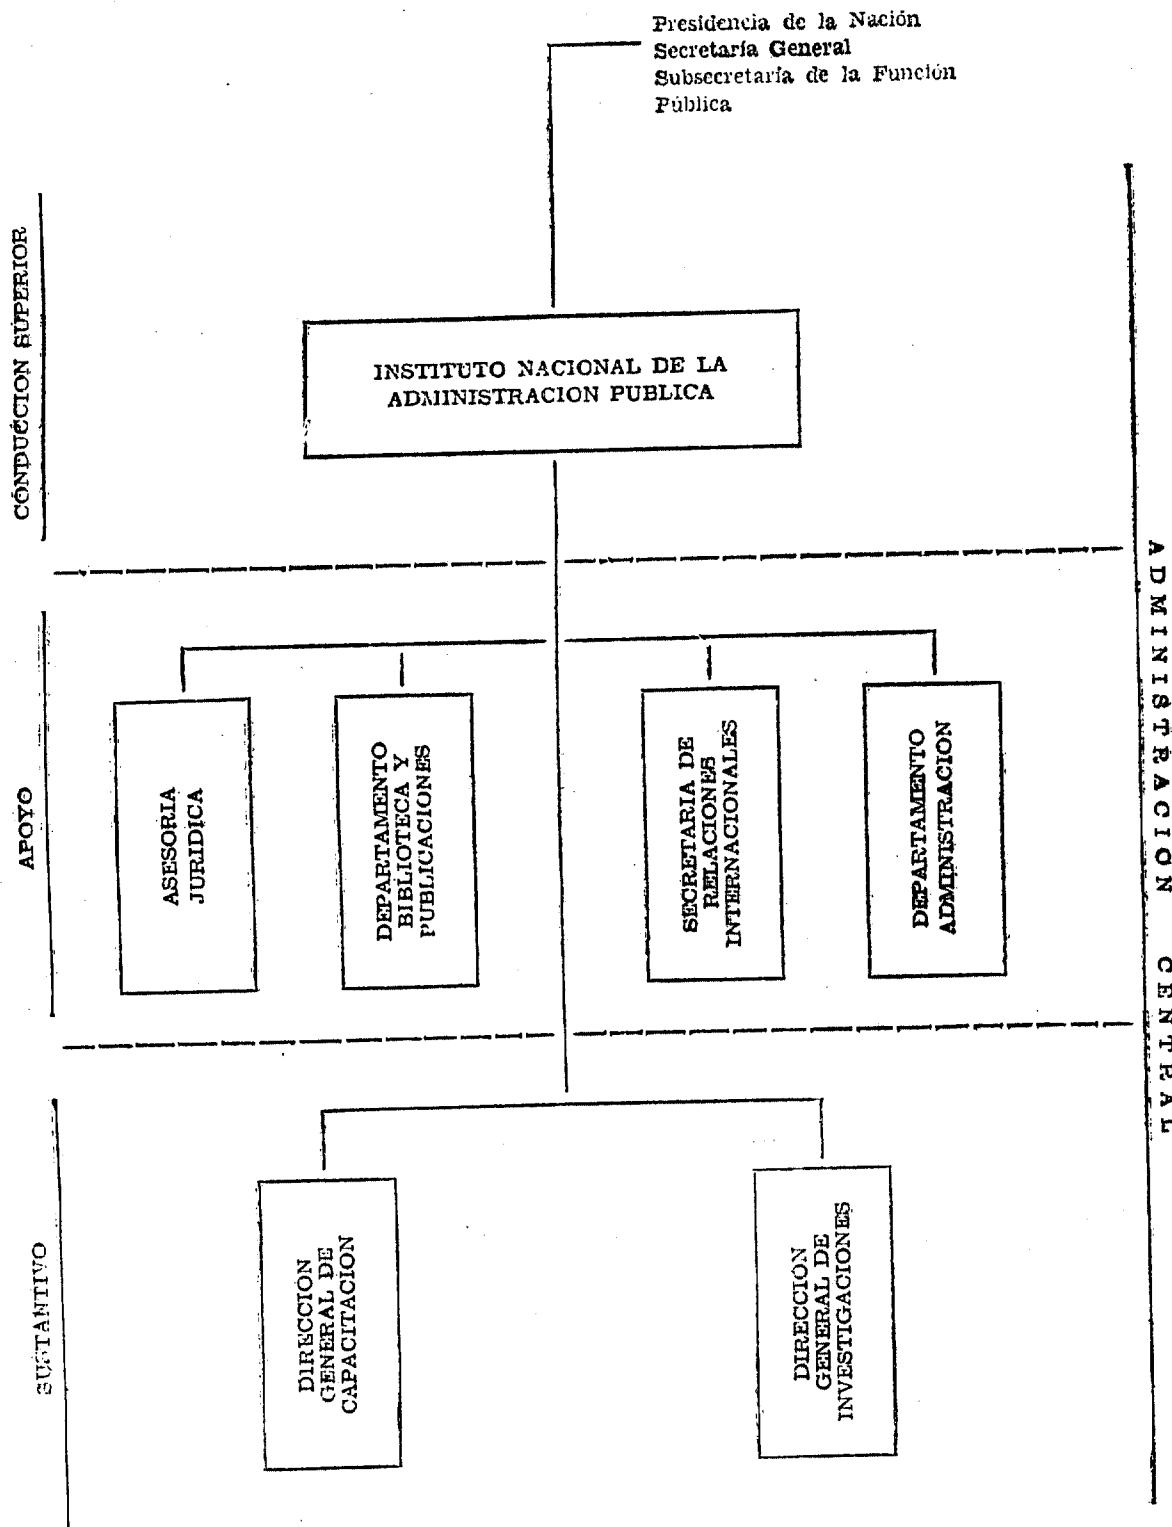 Presidencia de la Nación
Secretaría General
Subsecretaría de la Función
Pública
CONDUCCION SUPERIOR
INSTITUTO NACIONAL DE LA
ADMINISTRACION PUBLICA
APOYO
ASESORIA
JURIDICA
DEPARTAMENTO
BIBLIOTECA Y
PUBLICACIONES
SECRETARIA DE
RELACIONES
INTERNACIONALES
DEPARTAMENTO
ADMINISTRACION
SUSTANTIVO
DIRECCION
GENERAL DE
CAPACITACION
DIRECCION
GENERAL DE
INVESTIGACIONES
ADMINISTRACION CENTRAL